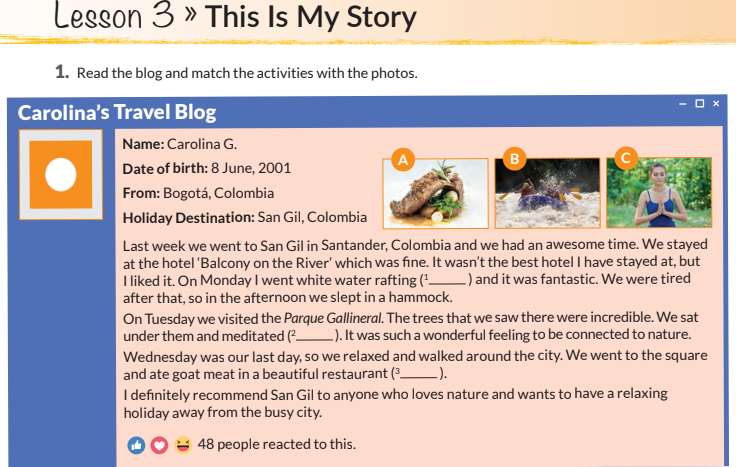 Lesson 3 » This Is My Story
1. Read the blog and match the activities with the photos.
Carolina's Travel Blog
Name: Carolina G.
Date of birth: 8 June, 2001
From: Bogotá, Colombia
Holiday Destination: San Gil, Colombia
A
B
C
Last week we went to San Gil in Santander, Colombia and we had an awesome time. We stayed
at the hotel 'Balcony on the River' which was fine. It wasn't the best hotel I have stayed at, but
I liked it. On Monday I went white water rafting (1_____ ) and it was fantastic. We were tired
after that, so in the afternoon we slept in a hammock.
On Tuesday we visited the Parque Gallineral. The trees that we saw there were incredible. We sat
under them and meditated (2_____ ). It was such a wonderful feeling to be connected to nature.
Wednesday was our last day, so we relaxed and walked around the city. We went to the square
and ate goat meat in a beautiful restaurant (3_____ ).
I definitely recommend San Gil to anyone who loves nature and wants to have a relaxing
holiday away from the busy city.
48 people reacted to this.